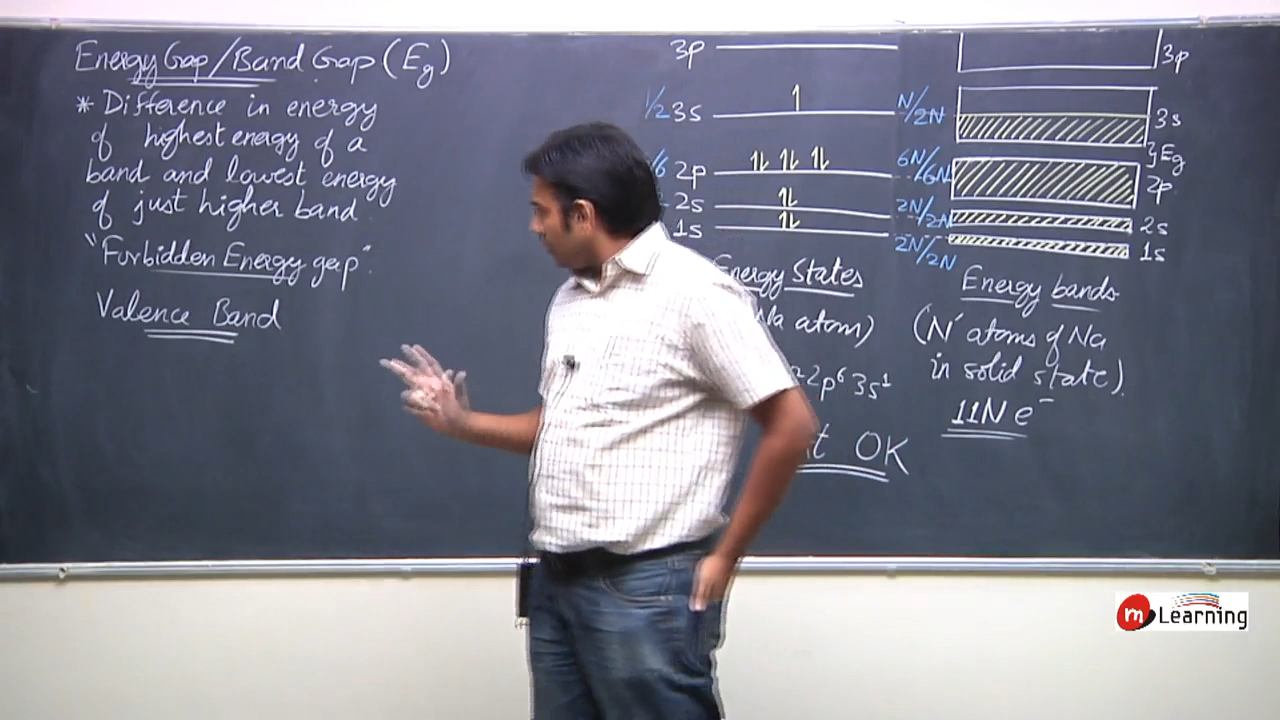 Energy Gap/Band Gap (Eg)
* Difference in energy
of highest energy of a
band and lowest energy
of just higher band.
"Forbidden Energy gap".
Valence Band
3p
1/2 3s
/6 2p
2s
1s
Energy States
Na atom)
2p⁶ 3s¹
OK
N/2N
6N/6N
2N/2N
2N/2N
3p
3s
}Eg
2p
2s
1s
Energy bands
('N' atoms of Na
in solid state).
11N e⁻
m Learning